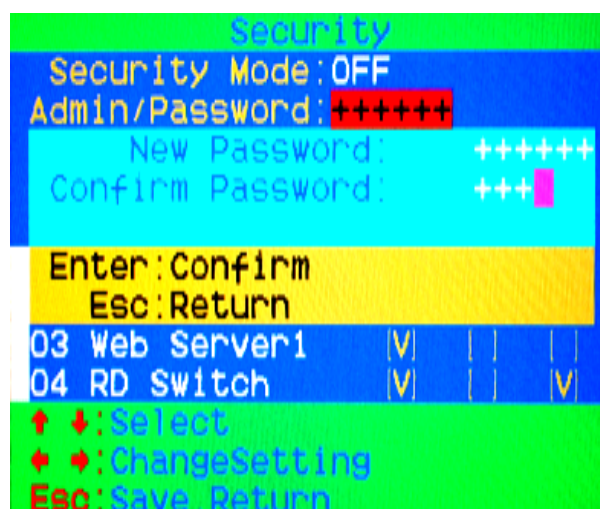 Security
Security Mode:OFF
Admin/Password:++++++
New Password: ++++++
Confirm Password: +++
Enter:Confirm
Esc:Return
03 Web Server1 [V] [ ] [ ]
04 RD Switch [V] [ ] [V]
↑ ↓:Select
← →:ChangeSetting
Esc:Save Return